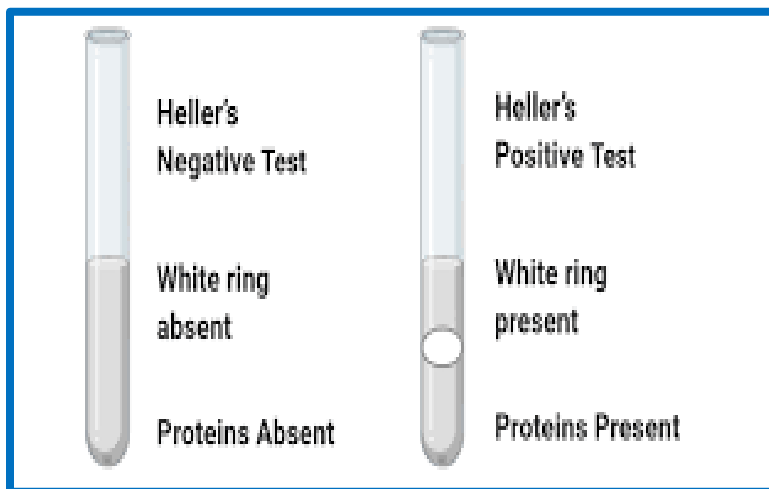 Heller's
Negative Test
White ring
absent
Proteins Absent
Heller's
Positive Test
White ring
present
Proteins Present